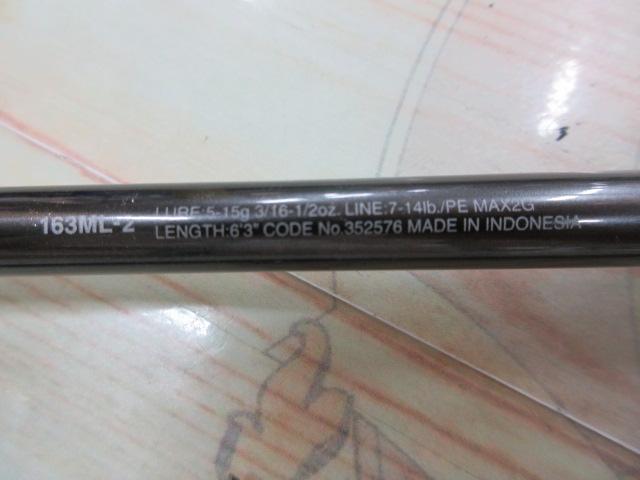 163ML-2
LURE:5-15g 3/16-1/2oz. LINE:7-14lb./PE MAX2G
LENGTH:6'3" CODE No.352576 MADE IN INDONESIA